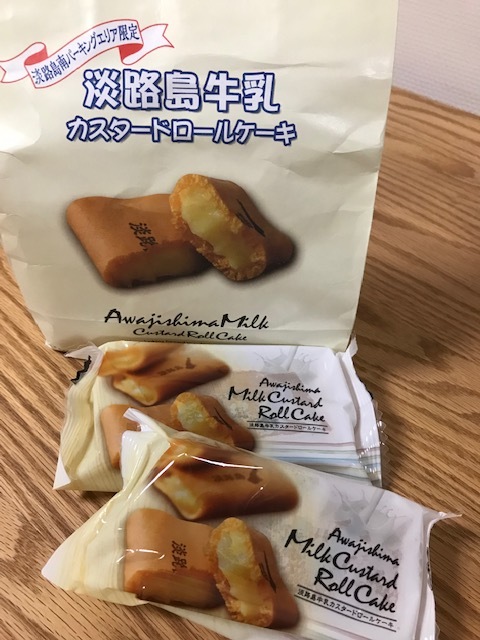 淡路島南パーキングエリア限定
淡路島牛乳
カスタードロールケーキ
淡路
Awajishima Milk
Custard Roll Cake
Awajishima
Milk Custard
Roll Cake
淡路島牛乳カスタードロールケーキ
淡路
Awajishima
Milk Custard
Roll Cake
淡路島牛乳カスタードロールケーキ